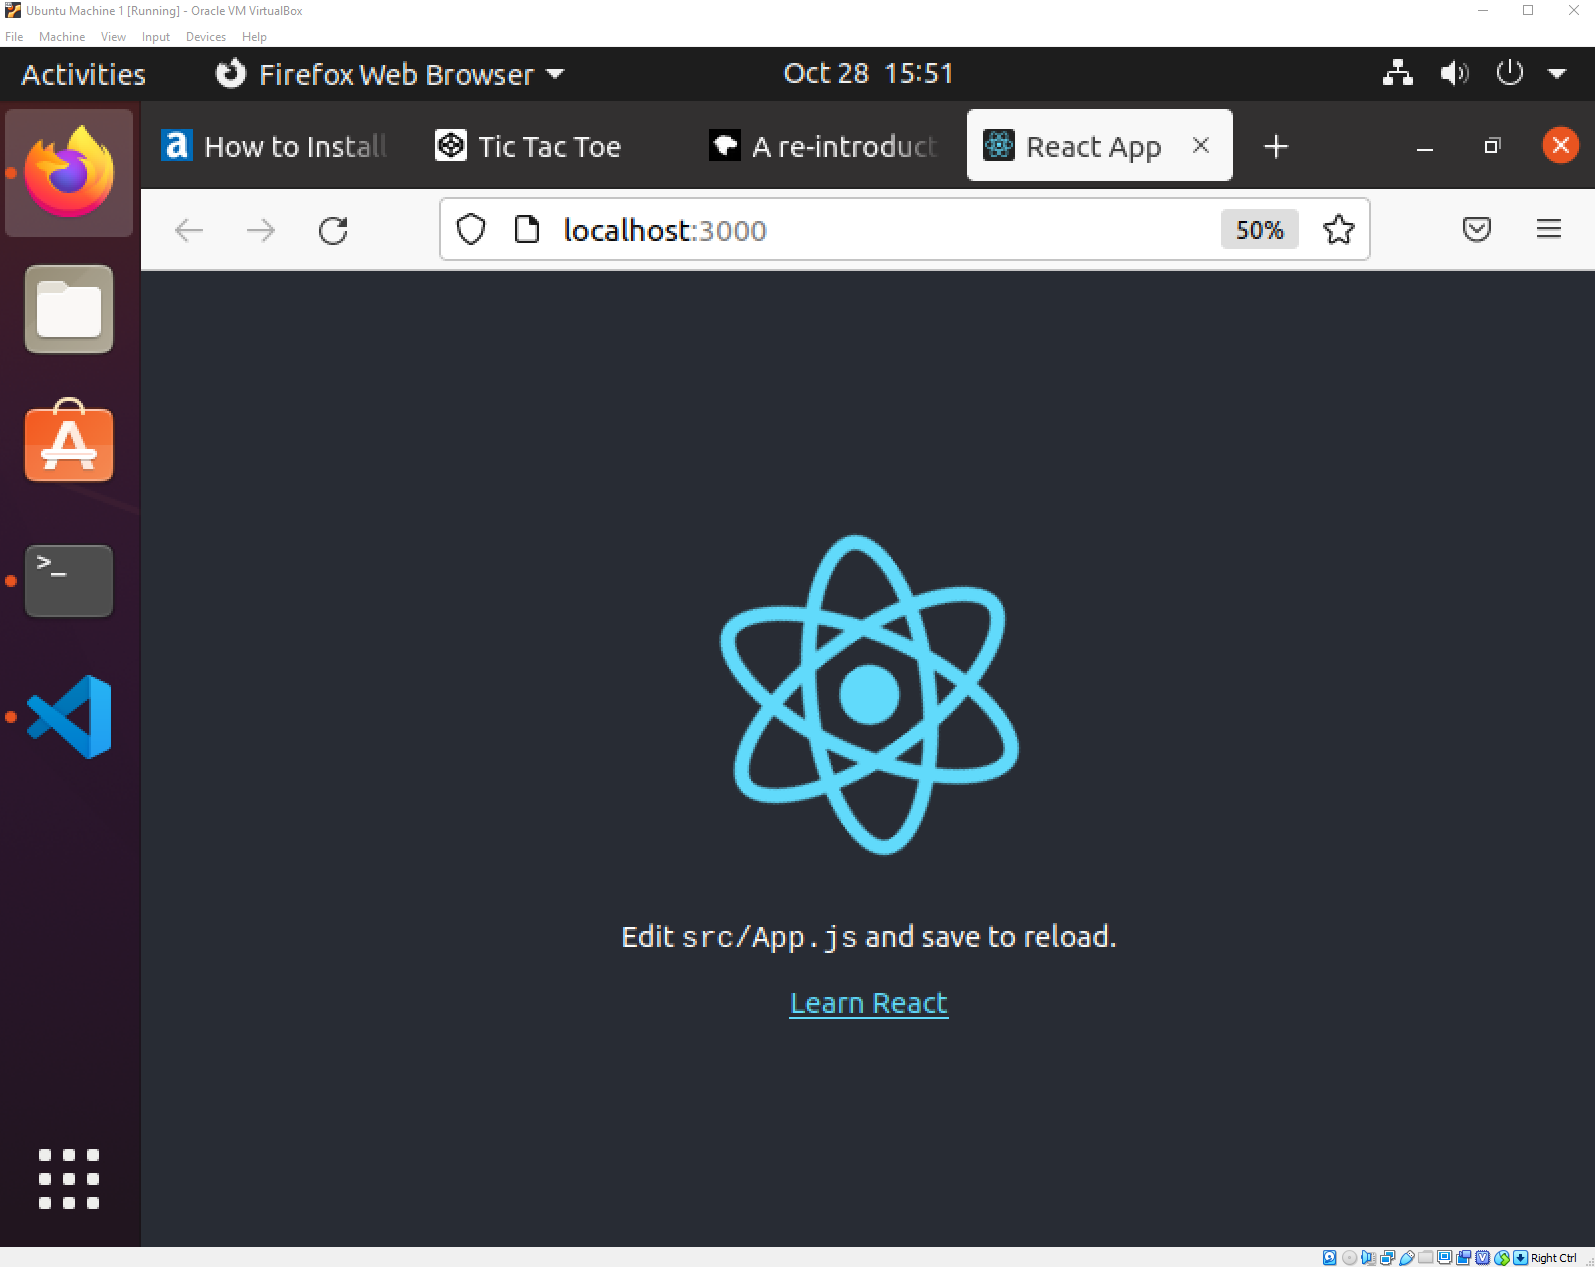 Ubuntu Machine 1 [Running] - Oracle VM VirtualBox
File Machine View Input Devices Help
Activities Firefox Web Browser Oct 28 15:51
How to Install Tic Tac Toe A re-introduct React App
localhost:3000 50%
Edit src/App.js and save to reload.
Learn React
Right Ctrl